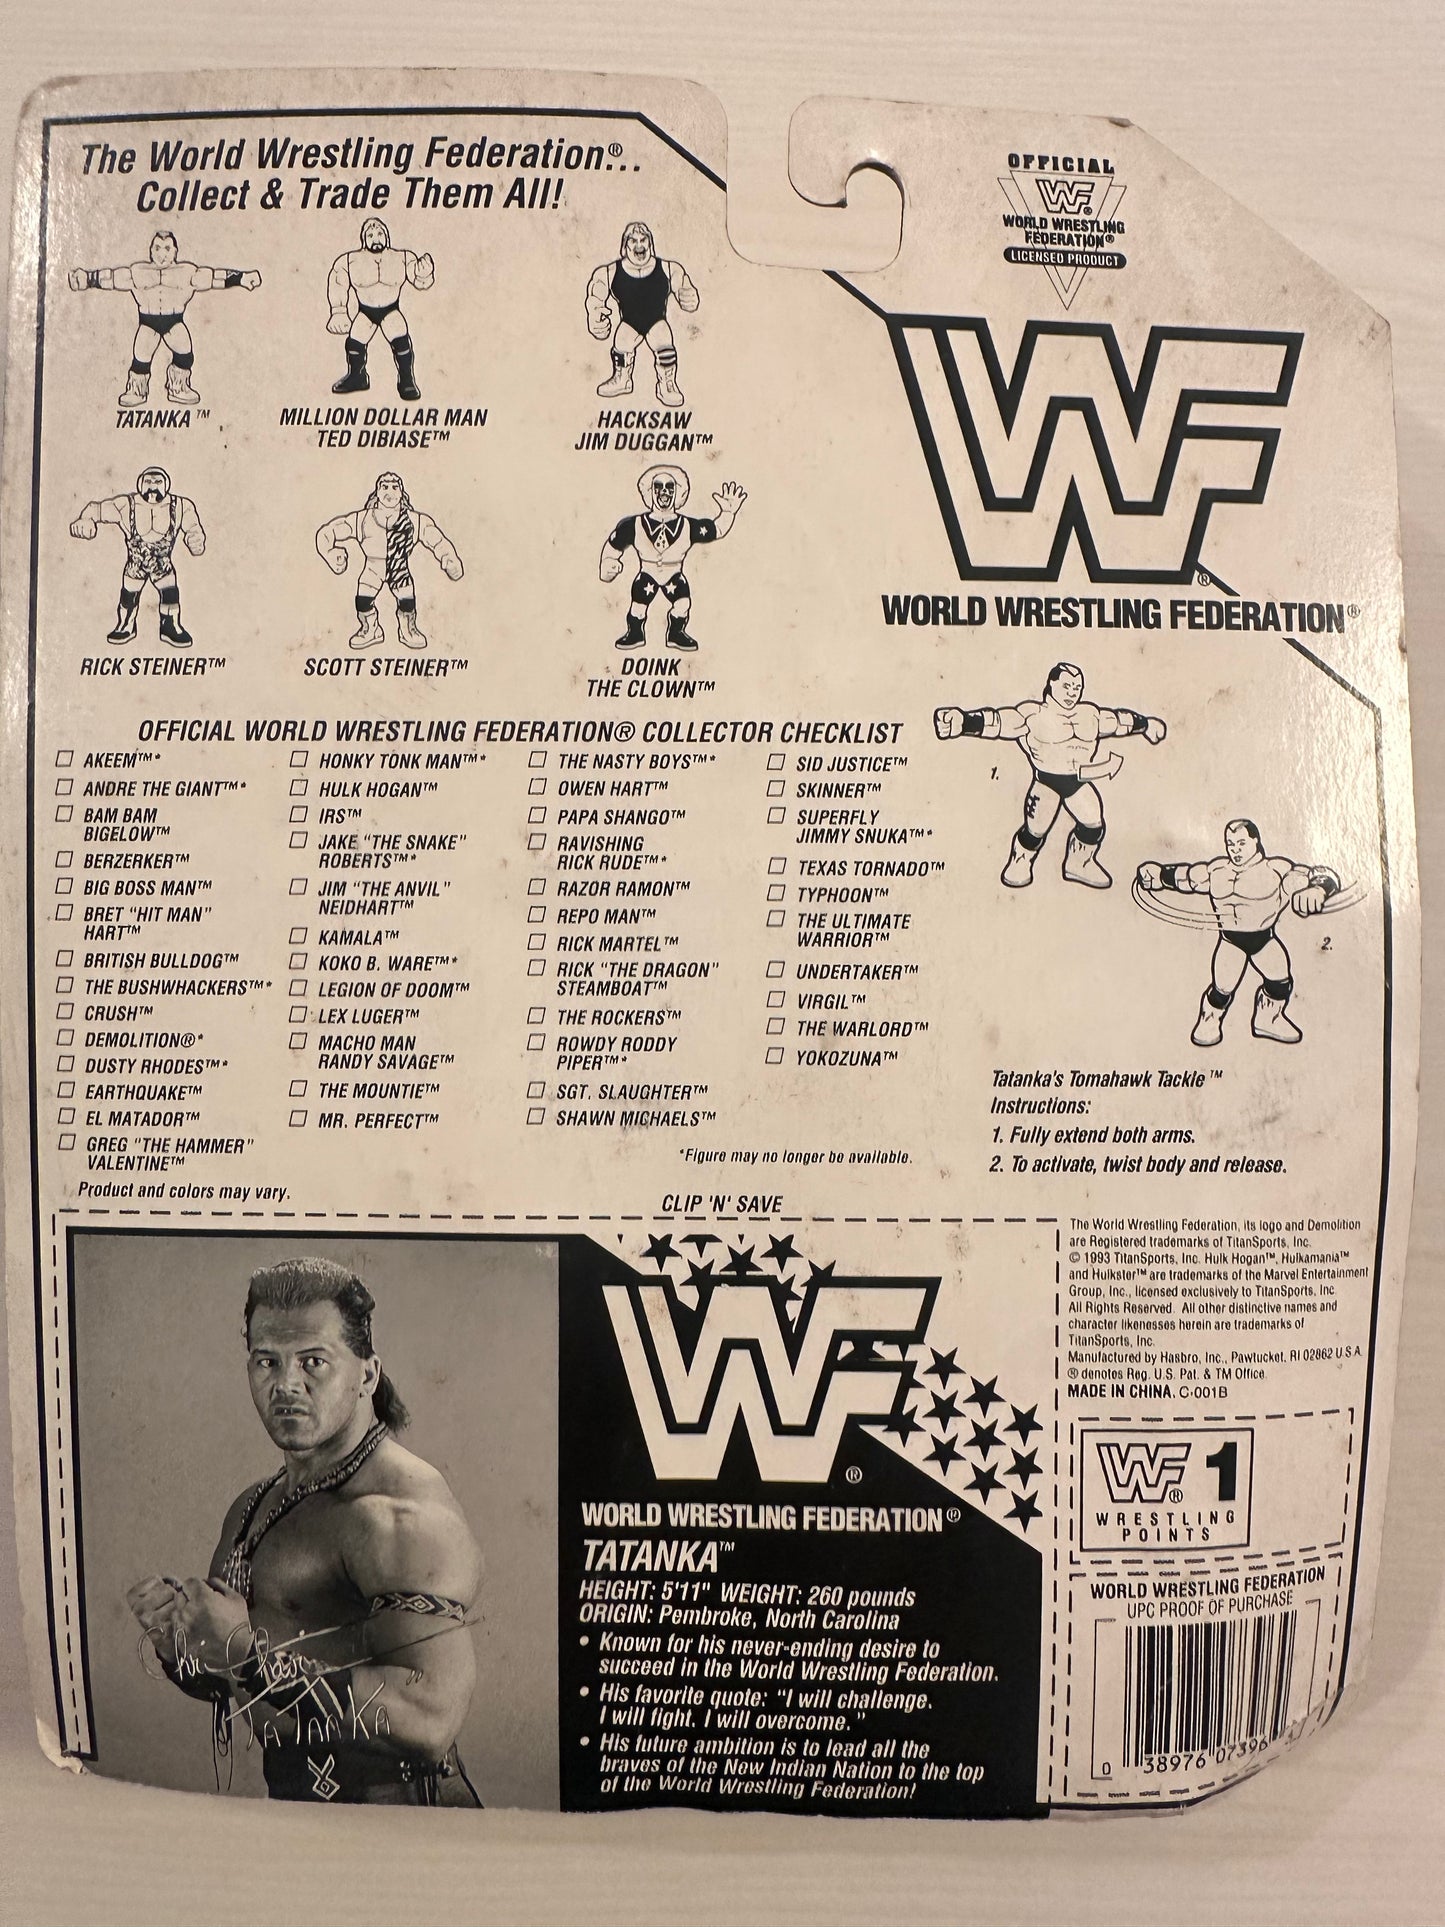 The World Wrestling Federation®...
Collect & Trade Them All!
OFFICIAL
WF®
WORLD WRESTLING
FEDERATION®
LICENSED PRODUCT
TATANKA™
MILLION DOLLAR MAN
TED DIBIASE™
HACKSAW
JIM DUGGAN™
RICK STEINER™
SCOTT STEINER™
DOINK
THE CLOWN™
WF®
WORLD WRESTLING FEDERATION®
OFFICIAL WORLD WRESTLING FEDERATION® COLLECTOR CHECKLIST
AKEEM™*
ANDRE THE GIANT™*
BAM BAM
BIGELOW™
BERZERKER™
BIG BOSS MAN™
BRET "HIT MAN"
HART™
BRITISH BULLDOG™
THE BUSHWHACKERS™*
CRUSH™
DEMOLITION®*
DUSTY RHODES™*
EARTHQUAKE™
EL MATADOR™
GREG "THE HAMMER"
VALENTINE™
HONKY TONK MAN™*
HULK HOGAN™
IRS™
JAKE "THE SNAKE"
ROBERTS™*
JIM "THE ANVIL"
NEIDHART™
KAMALA™
KOKO B. WARE™*
LEGION OF DOOM™
LEX LUGER™
MACHO MAN
RANDY SAVAGE™
THE MOUNTIE™
MR. PERFECT™
THE NASTY BOYS™*
OWEN HART™
PAPA SHANGO™
RAVISHING
RICK RUDE™*
RAZOR RAMON™
REPO MAN™
RICK MARTEL™
RICK "THE DRAGON"
STEAMBOAT™
THE ROCKERS™
ROWDY RODDY
PIPER™*
SGT. SLAUGHTER™
SHAWN MICHAELS™
SID JUSTICE™
SKINNER™
SUPERFLY
JIMMY SNUKA™*
TEXAS TORNADO™
TYPHOON™
THE ULTIMATE
WARRIOR™
UNDERTAKER™
VIRGIL™
THE WARLORD™
YOKOZUNA™
*Figure may no longer be available.
Product and colors may vary.
1.
2.
Tatanka's Tomahawk Tackle™
Instructions:
1. Fully extend both arms.
2. To activate, twist body and release.
CLIP 'N' SAVE
TATANKA
WF®
WORLD WRESTLING FEDERATION®
TATANKA™
HEIGHT: 5'11" WEIGHT: 260 pounds
ORIGIN: Pembroke, North Carolina
• Known for his never-ending desire to
succeed in the World Wrestling Federation.
• His favorite quote: "I will challenge.
I will fight. I will overcome."
• His future ambition is to lead all the
braves of the New Indian Nation to the top
of the World Wrestling Federation!
The World Wrestling Federation, its logo and Demolition
are Registered trademarks of TitanSports, Inc.
© 1993 TitanSports, Inc. Hulk Hogan™, Hulkamania™
and Hulkster™ are trademarks of the Marvel Entertainment
Group, Inc., licensed exclusively to TitanSports, Inc.
All Rights Reserved. All other distinctive names and
character likenesses herein are trademarks of
TitanSports, Inc.
Manufactured by Hasbro, Inc., Pawtucket, RI 02862 U.S.A.
® denotes Reg. U.S. Pat. & TM Office.
MADE IN CHINA. C-001B
WF® 1
WRESTLING
POINTS
WORLD WRESTLING FEDERATION
UPC PROOF OF PURCHASE
0 38976 07396